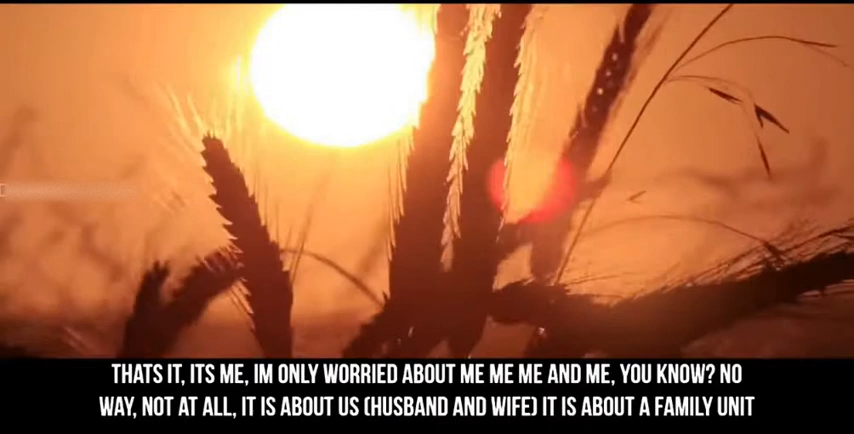 THATS IT, ITS ME, IM ONLY WORRIED ABOUT ME ME ME AND ME, YOU KNOW? NO
WAY, NOT AT ALL, IT IS ABOUT US (HUSBAND AND WIFE) IT IS ABOUT A FAMILY UNIT